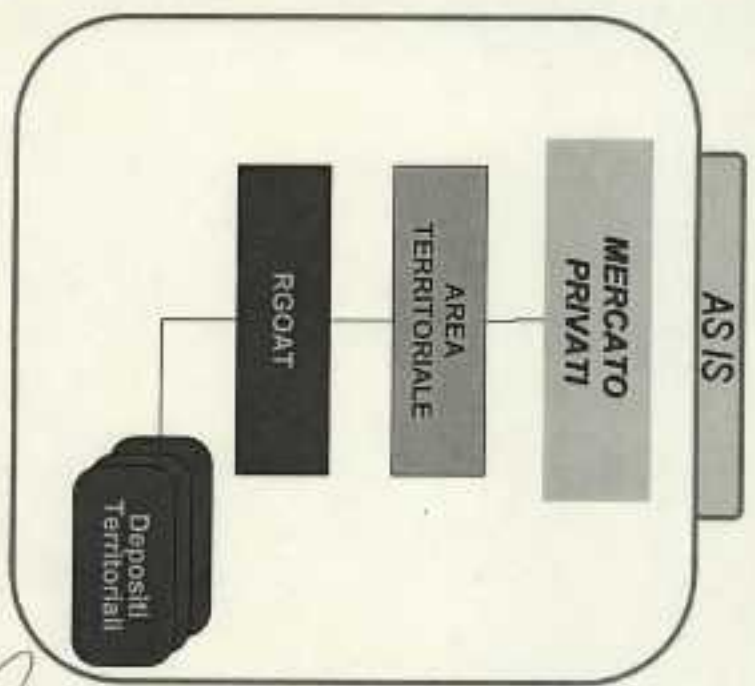 AS IS
MERCATO
PRIVATI
AREA
TERRITORIALE
RGOAT
Depositi
Territoriali